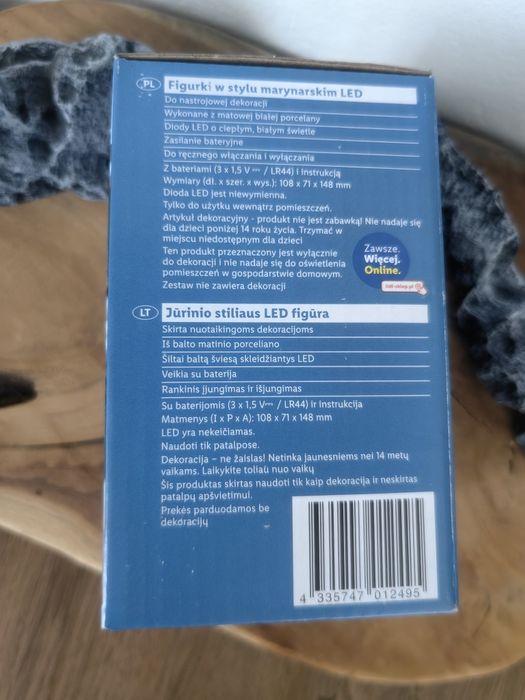 PL Figurki w stylu marynarskim LED
Do nastrojowej dekoracji
Wykonane z matowej białej porcelany
Diody LED o ciepłym, białym świetle
Zasilanie bateryjne
Do ręcznego włączania i wyłączania
Z bateriami (3 x 1,5 V⎓ / LR44) i instrukcją
Wymiary (dł. x szer. x wys.): 108 x 71 x 148 mm
Dioda LED jest niewymienna.
Tylko do użytku wewnątrz pomieszczeń.
Artykuł dekoracyjny - produkt nie jest zabawką! Nie nadaje się
dla dzieci poniżej 14 roku życia. Trzymać w
miejscu niedostępnym dla dzieci
Ten produkt przeznaczony jest wyłącznie
do dekoracji i nie nadaje się do oświetlenia
pomieszczeń w gospodarstwie domowym.
Zestaw nie zawiera dekoracji
Zawsze.
Więcej.
Online.
lidl-sklep.pl
LT Jūrinio stiliaus LED figūra
Skirta nuotaikingoms dekoracijoms
Iš balto matinio porceliano
Šiltai baltą šviesą skleidžiantys LED
Veikia su baterija
Rankinis įjungimas ir išjungimas
Su baterijomis (3 x 1,5 V⎓ / LR44) ir instrukcija
Matmenys (I x P x A): 108 x 71 x 148 mm
LED yra nekeičiamas.
Naudoti tik patalpose.
Dekoracija – ne žaislas! Netinka jaunesniems nei 14 metų
vaikams. Laikykite toliau nuo vaikų
Šis produktas skirtas naudoti tik kaip dekoracija ir neskirtas
patalpų apšvietimui.
Prekės parduodamos be
dekoracijų
4 335747 012495